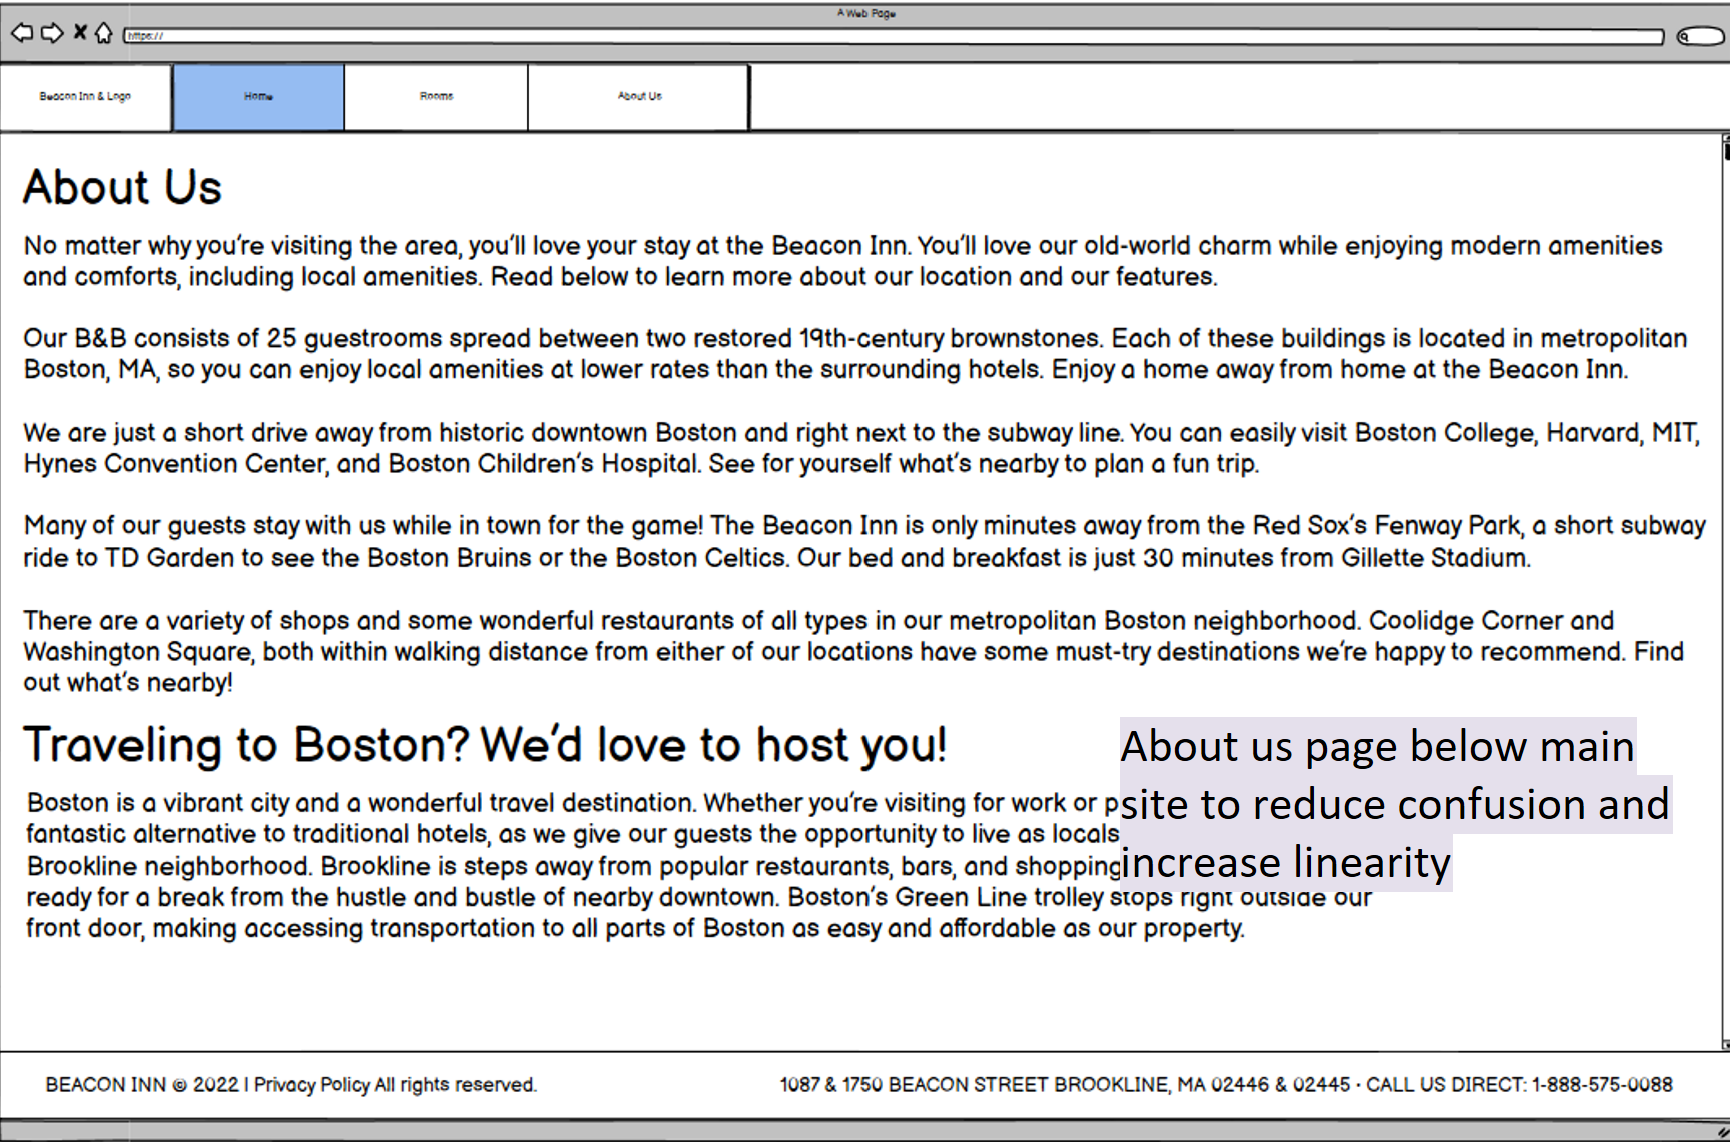 A Web Page
https://
Beacon Inn & Logo
Home
Rooms
About Us
About Us
No matter why you're visiting the area, you'll love your stay at the Beacon Inn. You'll love our old-world charm while enjoying modern amenities
and comforts, including local amenities. Read below to learn more about our location and our features.
Our B&B consists of 25 guestrooms spread between two restored 19th-century brownstones. Each of these buildings is located in metropolitan
Boston, MA, so you can enjoy local amenities at lower rates than the surrounding hotels. Enjoy a home away from home at the Beacon Inn.
We are just a short drive away from historic downtown Boston and right next to the subway line. You can easily visit Boston College, Harvard, MIT,
Hynes Convention Center, and Boston Children's Hospital. See for yourself what's nearby to plan a fun trip.
Many of our guests stay with us while in town for the game! The Beacon Inn is only minutes away from the Red Sox's Fenway Park, a short subway
ride to TD Garden to see the Boston Bruins or the Boston Celtics. Our bed and breakfast is just 30 minutes from Gillette Stadium.
There are a variety of shops and some wonderful restaurants of all types in our metropolitan Boston neighborhood. Coolidge Corner and
Washington Square, both within walking distance from either of our locations have some must-try destinations we're happy to recommend. Find
out what's nearby!
Traveling to Boston? We'd love to host you!
Boston is a vibrant city and a wonderful travel destination. Whether you're visiting for work or
fantastic alternative to traditional hotels, as we give our guests the opportunity to live as locals
Brookline neighborhood. Brookline is steps away from popular restaurants, bars, and shopping
ready for a break from the hustle and bustle of nearby downtown. Boston's Green Line trolley stops right outside our
front door, making accessing transportation to all parts of Boston as easy and affordable as our property.
About us page below main
site to reduce confusion and
increase linearity
BEACON INN © 2022 | Privacy Policy All rights reserved.
1087 & 1750 BEACON STREET BROOKLINE, MA 02446 & 02445 • CALL US DIRECT: 1-888-575-0088